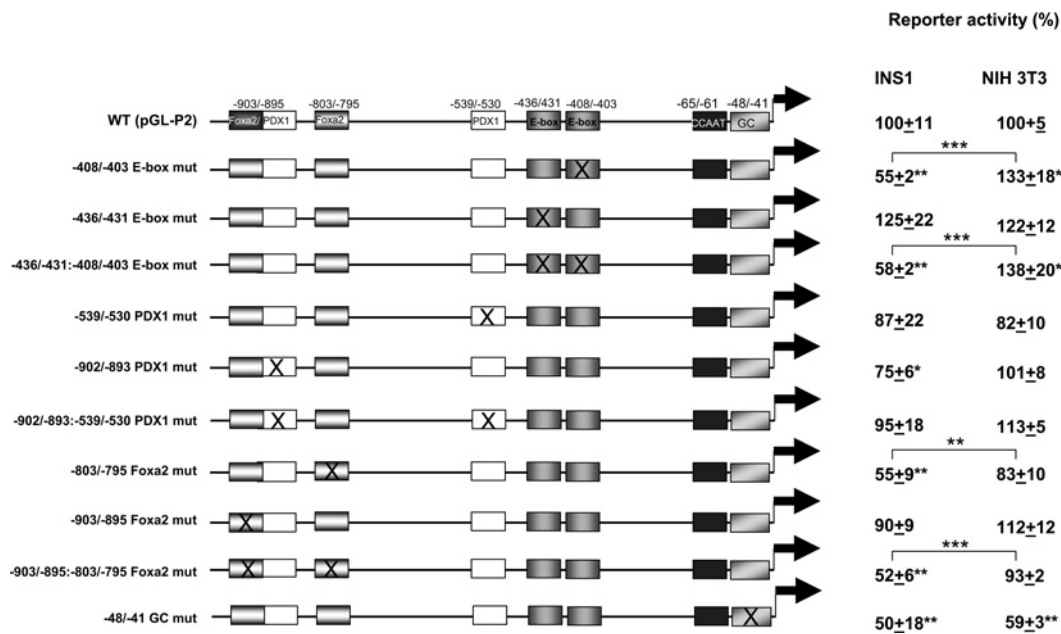 Reporter activity (%)
INS1 NIH 3T3
-903/-895 -803/-795 -539/-530 -436/431 -408/-403 -65/-61 -48/-41
WT (pGL-P2) Foxa2/ PDX1 Foxa2 PDX1 E-box E-box CCAAT GC 100±11 100±5
***
-408/-403 E-box mut X 55±2** 133±18*
-436/-431 E-box mut X 125±22 122±12
***
-436/-431:-408/-403 E-box mut X X 58±2** 138±20*
-539/-530 PDX1 mut X 87±22 82±10
-902/-893 PDX1 mut X 75±6* 101±8
-902/-893:-539/-530 PDX1 mut X X 95±18 113±5
**
-803/-795 Foxa2 mut X 55±9** 83±10
-903/-895 Foxa2 mut X 90±9 112±12
***
-903/-895:-803/-795 Foxa2 mut X X 52±6** 93±2
-48/-41 GC mut X 50±18** 59±3**